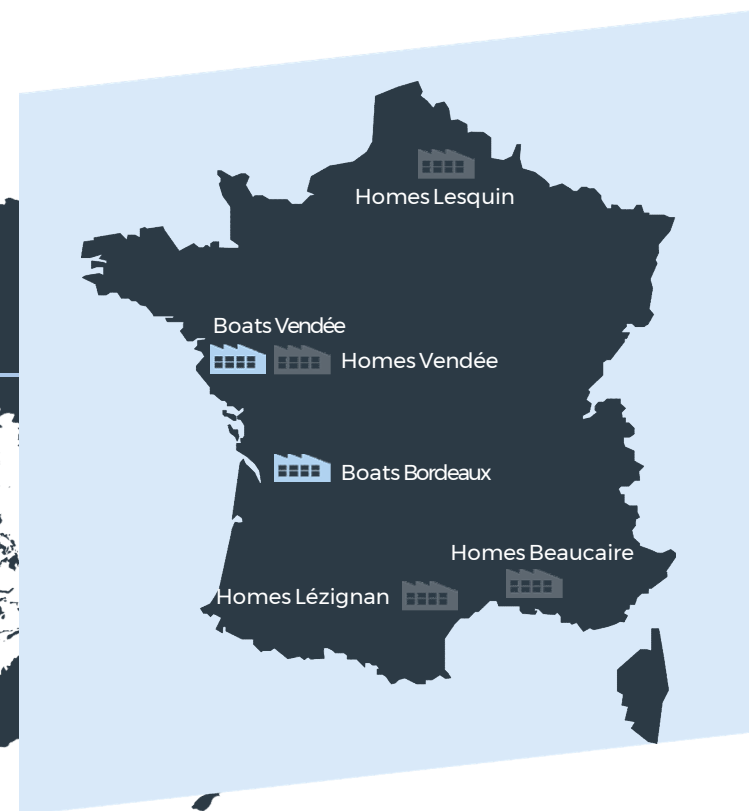 Homes Lesquin
Boats Vendée
Homes Vendée
Boats Bordeaux
Homes Beaucaire
Homes Lézignan